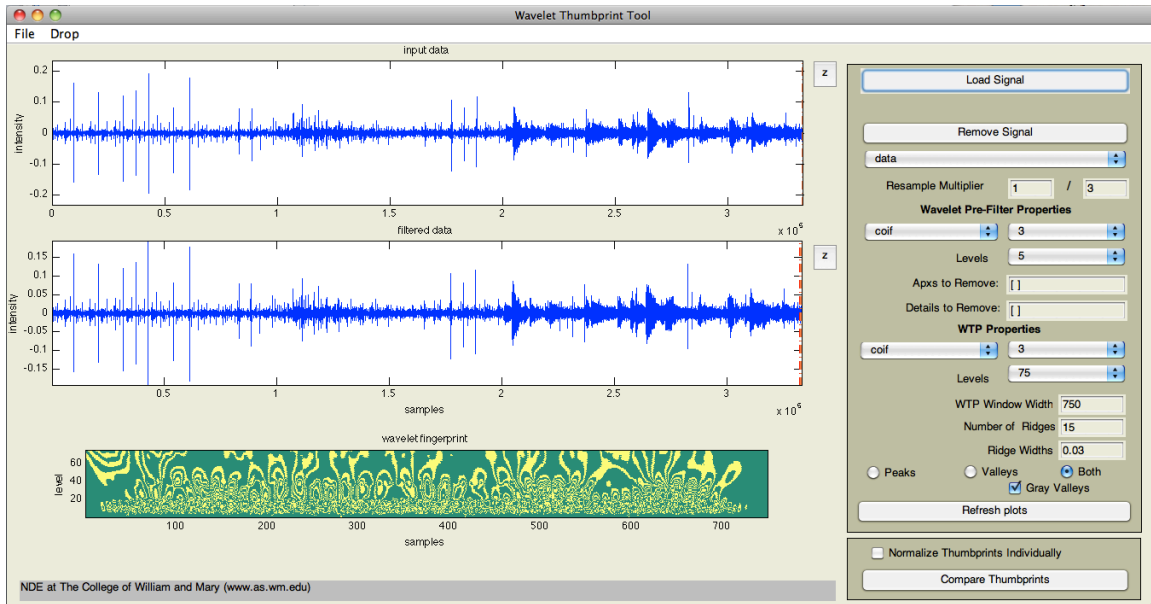 Wavelet Thumbprint Tool
File Drop
input data
intensity
0.2
0.1
0
-0.1
-0.2
0 0.5 1 1.5 2 2.5 3
x 10^6
z
filtered data
intensity
0.15
0.1
0.05
0
-0.05
-0.1
-0.15
0.5 1 1.5 2 2.5 3
samples
x 10^6
z
wavelet fingerprint
level
60
40
20
100 200 300 400 500 600 700
samples
NDE at The College of William and Mary (www.as.wm.edu)
Load Signal
Remove Signal
data
Resample Multiplier 1 / 3
Wavelet Pre-Filter Properties
coif 3
Levels 5
Apxs to Remove: [ ]
Details to Remove: [ ]
WTP Properties
coif 3
Levels 75
WTP Window Width 750
Number of Ridges 15
Ridge Widths 0.03
Peaks Valleys Both
Gray Valleys
Refresh plots
Normalize Thumbprints Individually
Compare Thumbprints